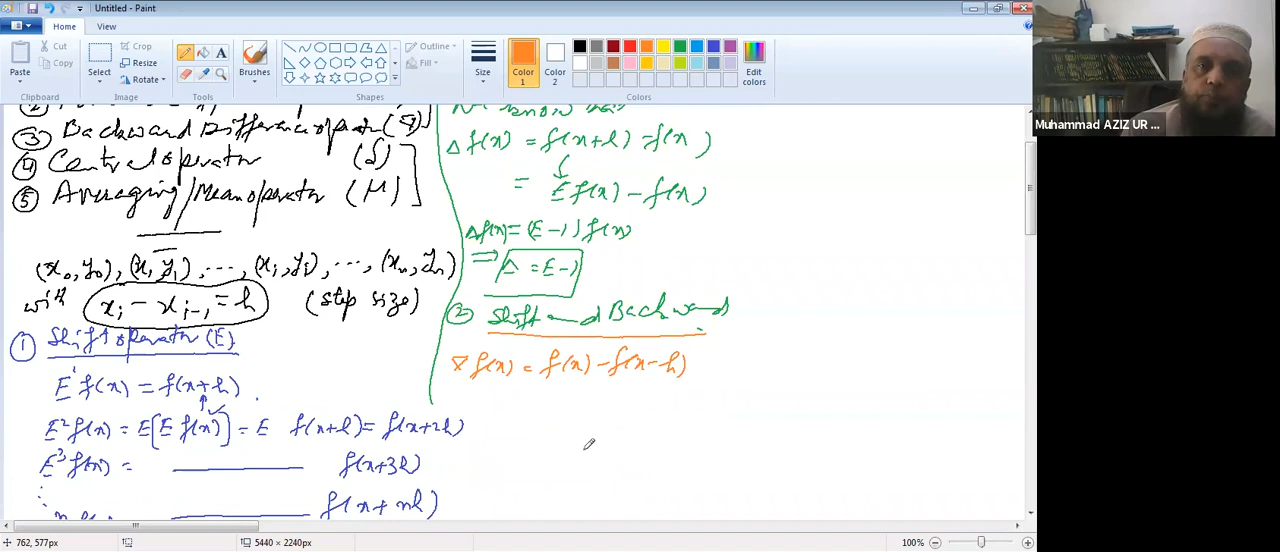 Untitled - Paint
Home
View
Paste
Cut
Copy
Clipboard
Select
Crop
Resize
Rotate
Image
Tools
Brushes
Shapes
Outline
Fill
Size
Color 1
Color 2
Edit colors
Colors
Muhammad AZIZ UR ...
③ Backward Difference operator (∇)
④ Central operator (δ)
⑤ Averaging/Mean operator (μ)
(x₀, y₀), (x, y₁), ..., (xᵢ, yᵢ), ..., (xₙ, yₙ)
with xᵢ - xᵢ₋₁ = h (step size)
① Shift operator (E)
E¹f(x) = f(x+h).
E²f(x) = E[E f(x)] = E f(x+h) = f(x+2h)
E³f(x) = ______ f(x+3h)
______ f(x+nh)
Δf(x) = f(x+h) - f(x)
= E f(x) - f(x)
Δf(x) = (E-1) f(x)
⟹ Δ = E-1
② Shift and Backward
∇f(x) = f(x) - f(x-h)
762, 577px
5440 × 2240px
100%